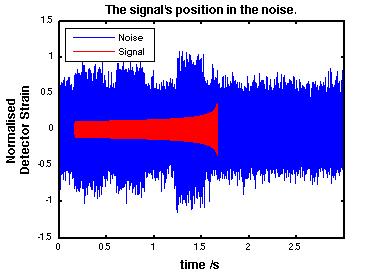 The signal's position in the noise.
1.5
Noise
Signal
1
0.5
0
-0.5
-1
-1.5
Normalised
Detector Strain
0 0.5 1 1.5 2 2.5
time /s